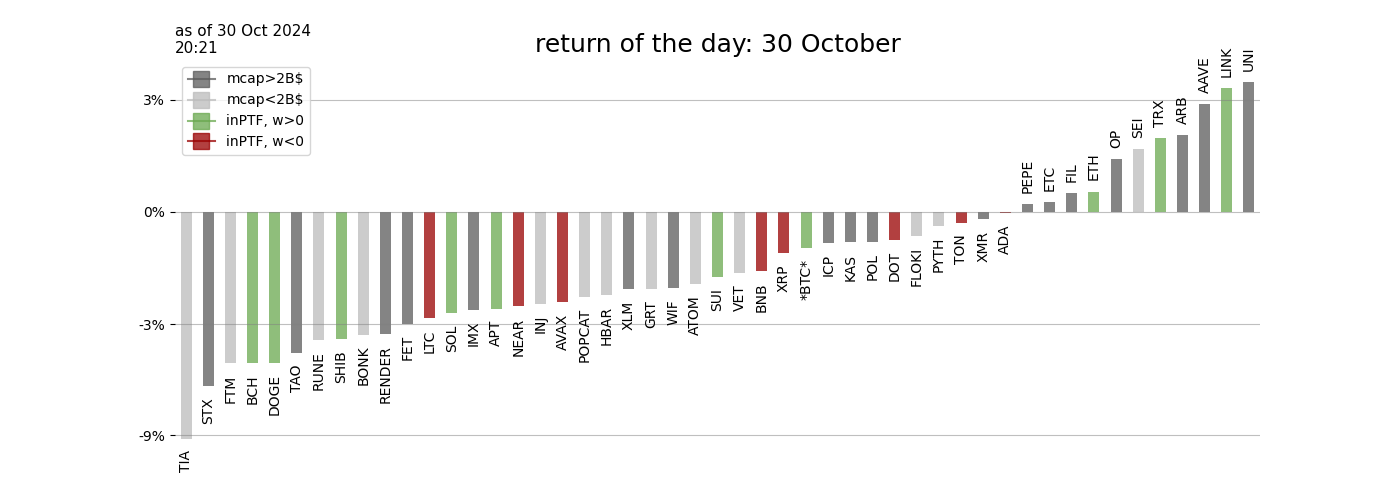 as of 30 Oct 2024
20:21
return of the day: 30 October
mcap>2B$
mcap<2B$
inPTF, w>0
inPTF, w<0
3%
0%
-3%
-9%
TIA
STX
FTM
BCH
DOGE
TAO
RUNE
SHIB
BONK
RENDER
FET
LTC
SOL
IMX
APT
NEAR
INJ
AVAX
POPCAT
HBAR
XLM
GRT
WIF
ATOM
SUI
VET
BNB
XRP
*BTC*
ICP
KAS
POL
DOT
FLOKI
PYTH
TON
XMR
ADA
PEPE
ETC
FIL
ETH
OP
SEI
TRX
ARB
AAVE
LINK
UNI